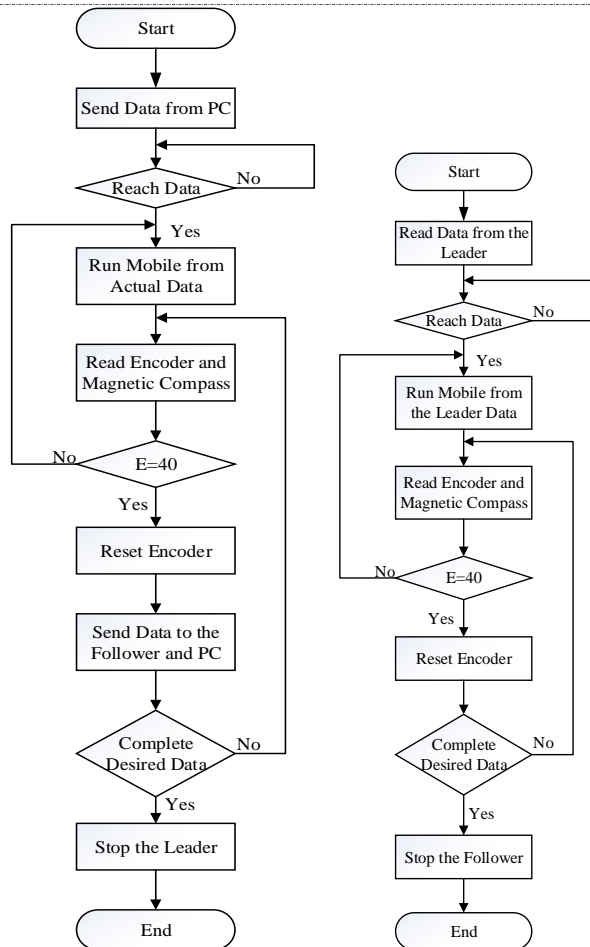 Start
Send Data from PC
Reach Data
No
Yes
Run Mobile from
Actual Data
Read Encoder and
Magnetic Compass
No
E=40
Yes
Reset Encoder
Send Data to the
Follower and PC
Complete
Desired Data
No
Yes
Stop the Leader
End
Start
Read Data from the
Leader
Reach Data
No
Yes
Run Mobile from
the Leader Data
Read Encoder and
Magnetic Compass
No
E=40
Yes
Reset Encoder
Complete
Desired Data
No
Yes
Stop the Follower
End